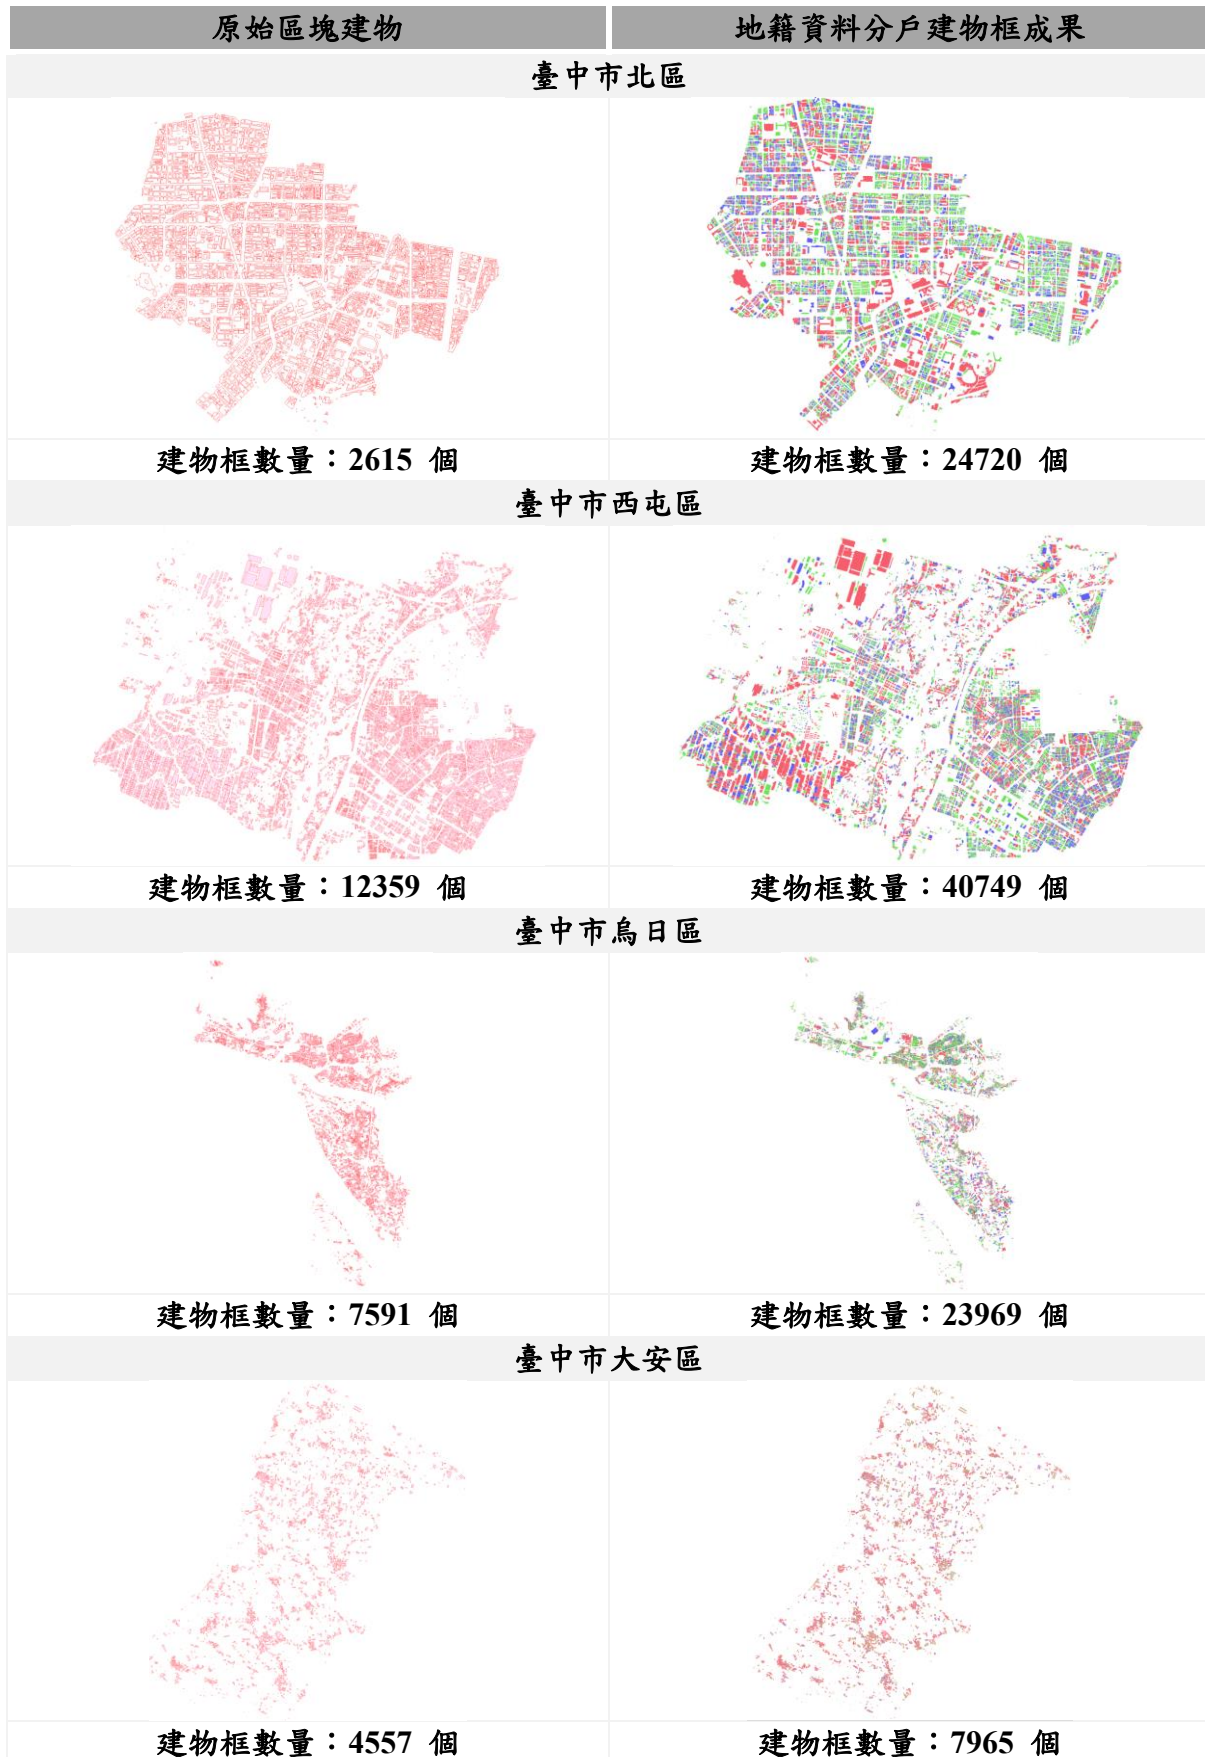 原始區塊建物 地籍資料分戶建物框成果
臺中市北區
建物框數量：2615 個 建物框數量：24720 個
臺中市西屯區
建物框數量：12359 個 建物框數量：40749 個
臺中市烏日區
建物框數量：7591 個 建物框數量：23969 個
臺中市大安區
建物框數量：4557 個 建物框數量：7965 個